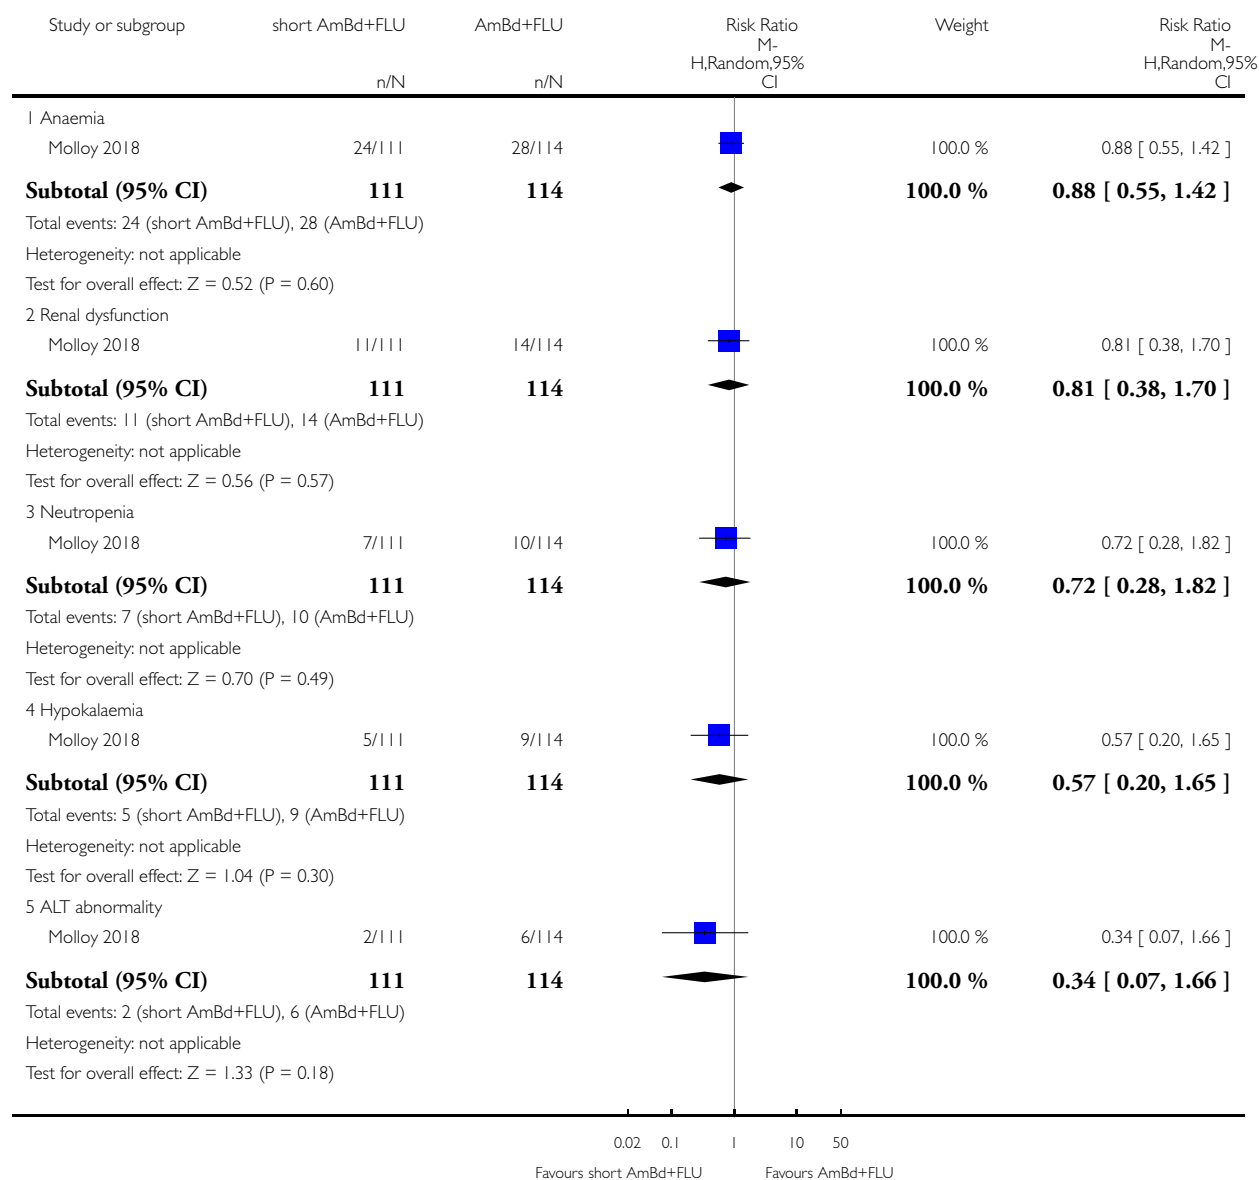 Study or subgroup short AmBd+FLU AmBd+FLU Risk Ratio Weight Risk Ratio
M- M-
H,Random,95% H,Random,95%
n/N n/N CI CI
1 Anaemia
Molloy 2018 24/111 28/114 100.0 % 0.88 [ 0.55, 1.42 ]
Subtotal (95% CI) 111 114 100.0 % 0.88 [ 0.55, 1.42 ]
Total events: 24 (short AmBd+FLU), 28 (AmBd+FLU)
Heterogeneity: not applicable
Test for overall effect: Z = 0.52 (P = 0.60)
2 Renal dysfunction
Molloy 2018 11/111 14/114 100.0 % 0.81 [ 0.38, 1.70 ]
Subtotal (95% CI) 111 114 100.0 % 0.81 [ 0.38, 1.70 ]
Total events: 11 (short AmBd+FLU), 14 (AmBd+FLU)
Heterogeneity: not applicable
Test for overall effect: Z = 0.56 (P = 0.57)
3 Neutropenia
Molloy 2018 7/111 10/114 100.0 % 0.72 [ 0.28, 1.82 ]
Subtotal (95% CI) 111 114 100.0 % 0.72 [ 0.28, 1.82 ]
Total events: 7 (short AmBd+FLU), 10 (AmBd+FLU)
Heterogeneity: not applicable
Test for overall effect: Z = 0.70 (P = 0.49)
4 Hypokalaemia
Molloy 2018 5/111 9/114 100.0 % 0.57 [ 0.20, 1.65 ]
Subtotal (95% CI) 111 114 100.0 % 0.57 [ 0.20, 1.65 ]
Total events: 5 (short AmBd+FLU), 9 (AmBd+FLU)
Heterogeneity: not applicable
Test for overall effect: Z = 1.04 (P = 0.30)
5 ALT abnormality
Molloy 2018 2/111 6/114 100.0 % 0.34 [ 0.07, 1.66 ]
Subtotal (95% CI) 111 114 100.0 % 0.34 [ 0.07, 1.66 ]
Total events: 2 (short AmBd+FLU), 6 (AmBd+FLU)
Heterogeneity: not applicable
Test for overall effect: Z = 1.33 (P = 0.18)
0.02 0.1 1 10 50
Favours short AmBd+FLU Favours AmBd+FLU